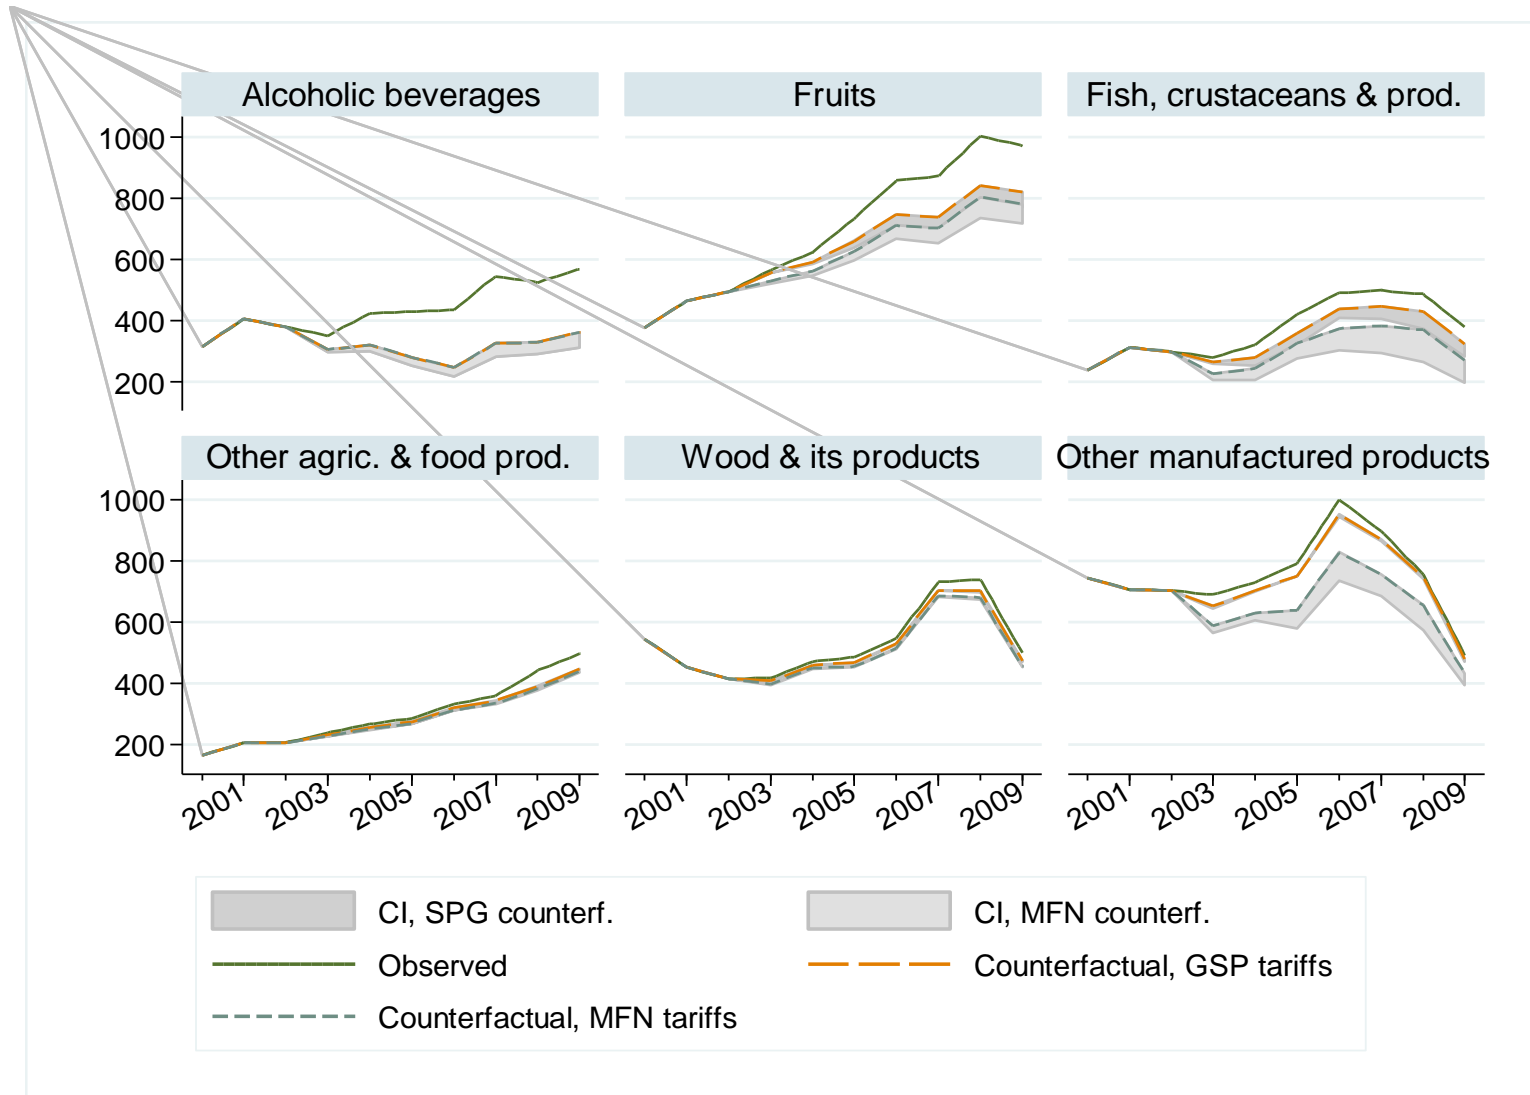 Alcoholic beverages
Fruits
Fish, crustaceans & prod.
1000
800
600
400
200
Other agric. & food prod.
Wood & its products
Other manufactured products
1000
800
600
400
200
2001 2003 2005 2007 2009
2001 2003 2005 2007 2009
2001 2003 2005 2007 2009
CI, SPG counterf.
CI, MFN counterf.
Observed
Counterfactual, GSP tariffs
Counterfactual, MFN tariffs